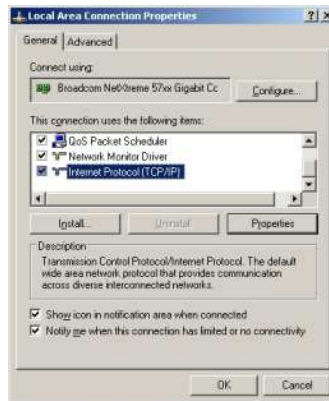 Local Area Connection Properties
General Advanced
Connect using:
Broadcom NetXtreme 57xx Gigabit Cc
Configure...
This connection uses the following items:
QoS Packet Scheduler
Network Monitor Driver
Internet Protocol (TCP/IP)
Install... Uninstall Properties
Description
Transmission Control Protocol/Internet Protocol. The default
wide area network protocol that provides communication
across diverse interconnected networks.
Show icon in notification area when connected
Notify me when this connection has limited or no connectivity
OK Cancel